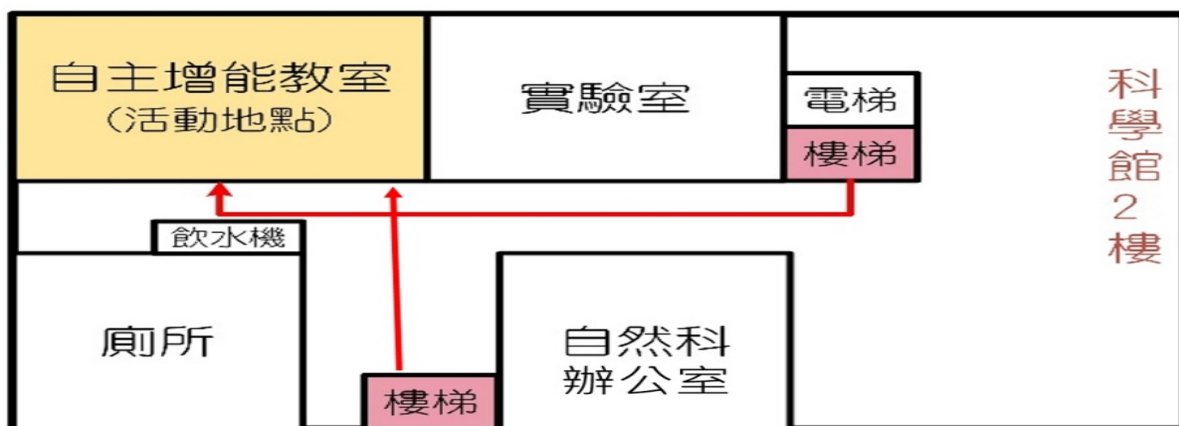 自主增能教室
(活動地點)
實驗室
電梯
樓梯
科學館2樓
飲水機
廁所
樓梯
自然科
辦公室